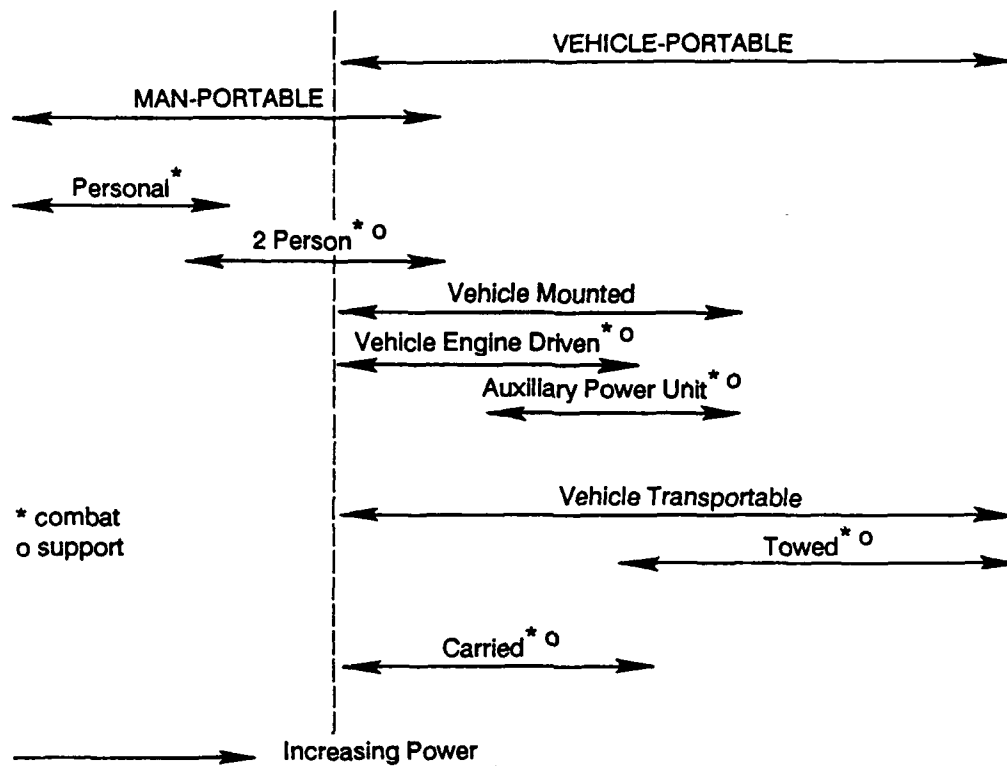 VEHICLE-PORTABLE
MAN-PORTABLE
Personal*
2 Person* o
Vehicle Mounted
Vehicle Engine Driven* o
Auxiliary Power Unit* o
Vehicle Transportable
* combat
o support
Towed* o
Carried* o
Increasing Power